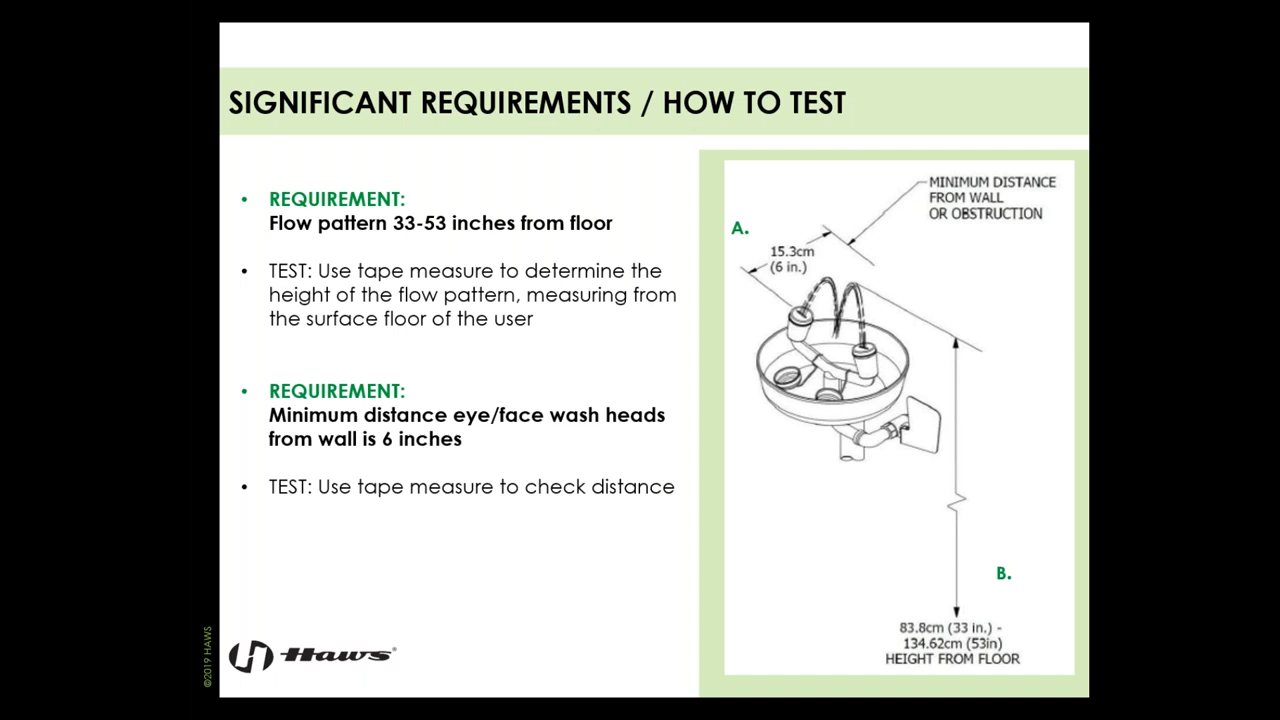 SIGNIFICANT REQUIREMENTS / HOW TO TEST
• REQUIREMENT:
Flow pattern 33-53 inches from floor
• TEST: Use tape measure to determine the
height of the flow pattern, measuring from
the surface floor of the user
• REQUIREMENT:
Minimum distance eye/face wash heads
from wall is 6 inches
• TEST: Use tape measure to check distance
MINIMUM DISTANCE
FROM WALL
OR OBSTRUCTION
A.
15.3cm
(6 in.)
B.
83.8cm (33 in.) -
134.62cm (53in)
HEIGHT FROM FLOOR
Haws®
©2019 HAWS